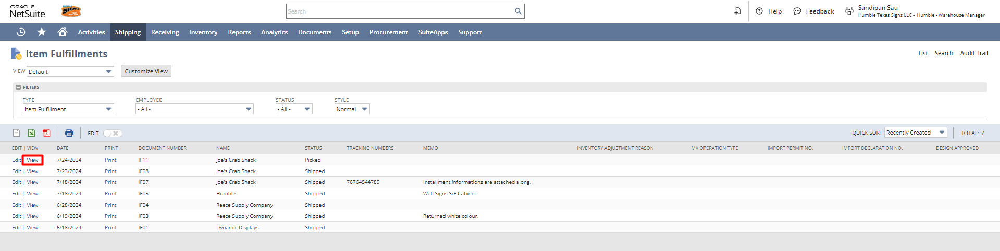 ORACLE
NetSuite
SIGNS
Search
Help
Feedback
Sandipan Sau
Humble Texas Signs LLC - Humble - Warehouse Manager
Activities Shipping Receiving Inventory Reports Analytics Documents Setup Procurement SuiteApps Support
Item Fulfillments
List Search Audit Trail
VIEW Default Customize View
FILTERS
TYPE EMPLOYEE STATUS STYLE
Item Fulfillment - All - - All - Normal
EDIT QUICK SORT Recently Created TOTAL: 7
EDIT | VIEW DATE PRINT DOCUMENT NUMBER NAME STATUS TRACKING NUMBERS MEMO INVENTORY ADJUSTMENT REASON MX OPERATION TYPE IMPORT PERMIT NO. IMPORT DECLARATION NO. DESIGN APPROVED
Edit | View 7/24/2024 Print IF11 Joe's Crab Shack Picked
Edit | View 7/23/2024 Print IF08 Joe's Crab Shack Shipped
Edit | View 7/18/2024 Print IF07 Joe's Crab Shack Shipped 78764544789 Installment informations are attached along.
Edit | View 7/18/2024 Print IF05 Humble Shipped Wall Signs S/F Cabinet
Edit | View 6/28/2024 Print IF04 Reece Supply Company Shipped
Edit | View 6/19/2024 Print IF03 Reece Supply Company Shipped Returned white colour.
Edit | View 6/18/2024 Print IF01 Dynamic Displays Shipped